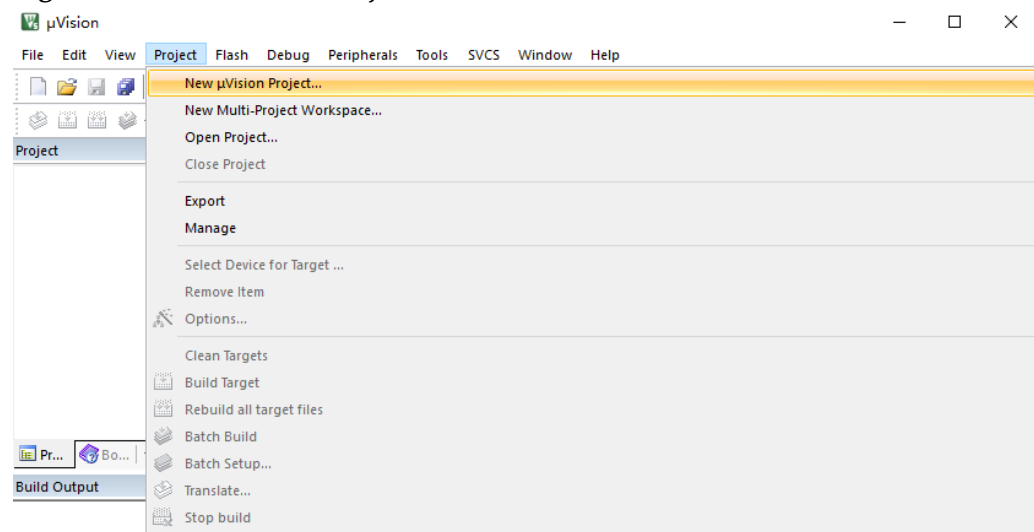 µVision
File Edit View Project Flash Debug Peripherals Tools SVCS Window Help
New µVision Project...
New Multi-Project Workspace...
Open Project...
Close Project
Project
Export
Manage
Select Device for Target ...
Remove Item
Options...
Clean Targets
Build Target
Rebuild all target files
Batch Build
Batch Setup...
Translate...
Stop build
Pr... Bo...
Build Output